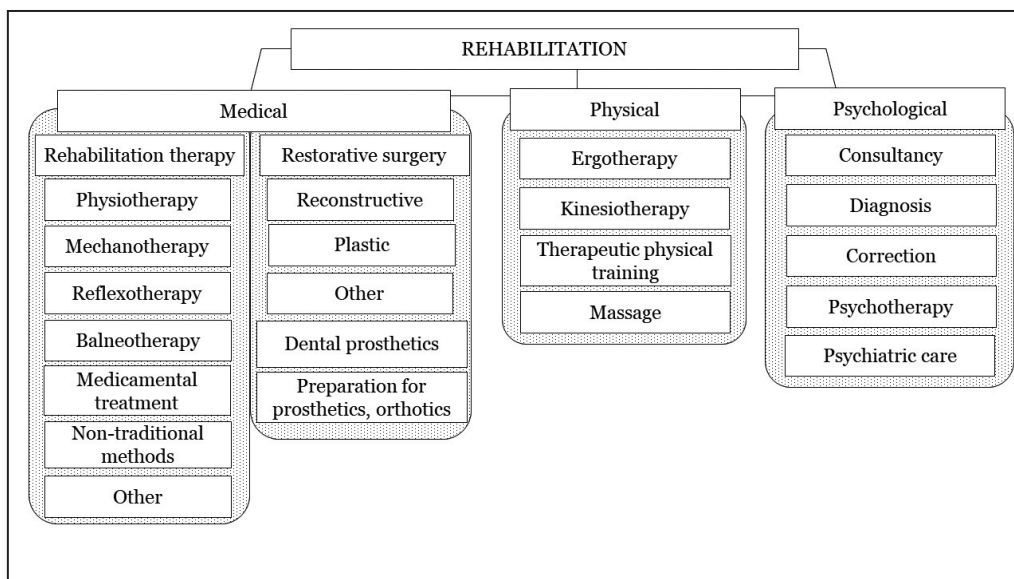 REHABILITATION
Medical
Rehabilitation therapy
Physiotherapy
Mechanotherapy
Reflexotherapy
Balneotherapy
Medicamental
treatment
Non-traditional
methods
Other
Restorative surgery
Reconstructive
Plastic
Other
Dental prosthetics
Preparation for
prosthetics, orthotics
Physical
Ergotherapy
Kinesiotherapy
Therapeutic physical
training
Massage
Psychological
Consultancy
Diagnosis
Correction
Psychotherapy
Psychiatric care